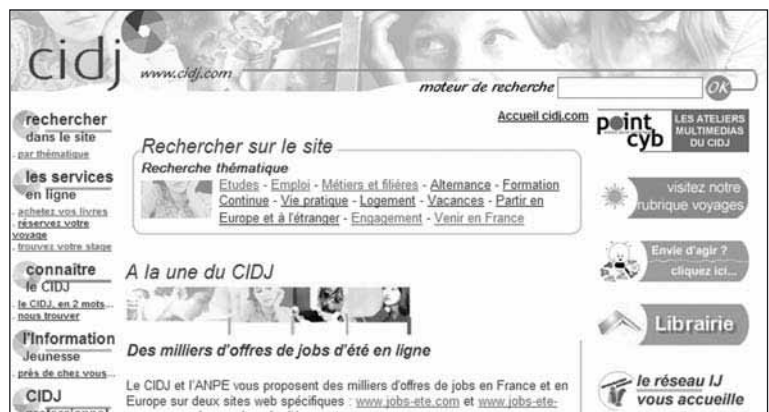 cidj
www.cidj.com
moteur de recherche
OK
rechercher
dans le site
. par thématique
les services
en ligne
. achetez vos livres
. réservez votre
voyage
. trouvez votre stage
connaître
le CIDJ
. le CIDJ, en 2 mots...
. nous trouver
l'Information
Jeunesse
. près de chez vous...
CIDJ
Accueil cidj.com
Rechercher sur le site
Recherche thématique
Etudes - Emploi - Métiers et filières - Alternance - Formation
Continue - Vie pratique - Logement - Vacances - Partir en
Europe et à l'étranger - Engagement - Venir en France
A la une du CIDJ
Des milliers d'offres de jobs d'été en ligne
Le CIDJ et l'ANPE vous proposent des milliers d'offres de jobs en France et en
Europe sur deux sites web spécifiques : www.jobs-ete.com et www.jobs-ete-
point
cyb
LES ATELIERS
MULTIMEDIAS
DU CIDJ
visitez notre
rubrique voyages
Envie d'agir ?
cliquez ici...
Librairie
le réseau IJ
vous accueille